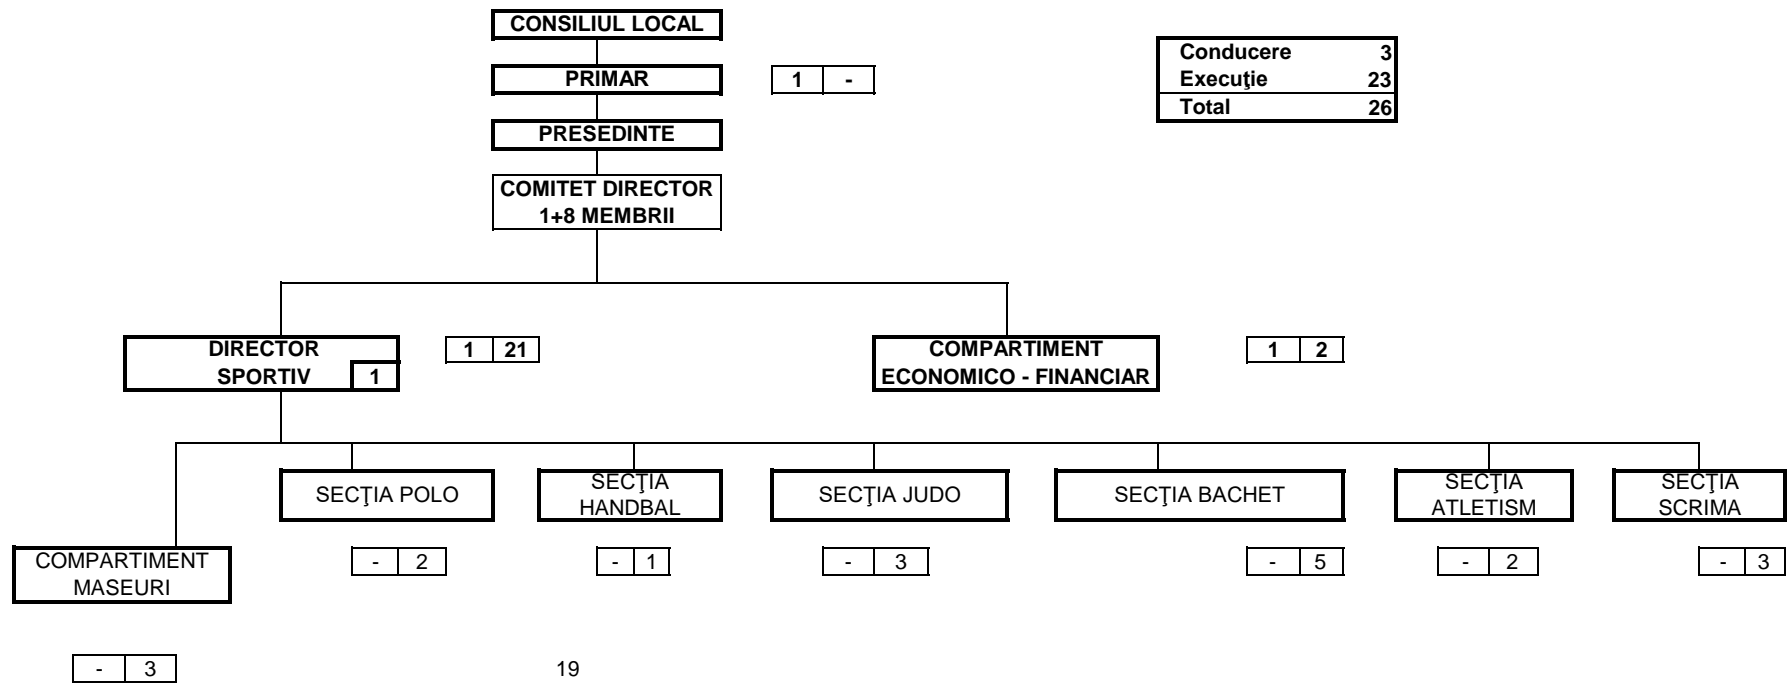 CONSILIUL LOCAL
PRIMAR
1 -
Conducere 3
Execuţie 23
Total 26
PRESEDINTE
COMITET DIRECTOR
1+8 MEMBRII
DIRECTOR
SPORTIV 1
1 21
COMPARTIMENT
ECONOMICO - FINANCIAR
1 2
SECŢIA POLO
SECŢIA
HANDBAL
SECŢIA JUDO
SECŢIA BACHET
SECŢIA
ATLETISM
SECŢIA
SCRIMA
COMPARTIMENT
MASEURI
- 2
- 1
- 3
- 5
- 2
- 3
- 3
19